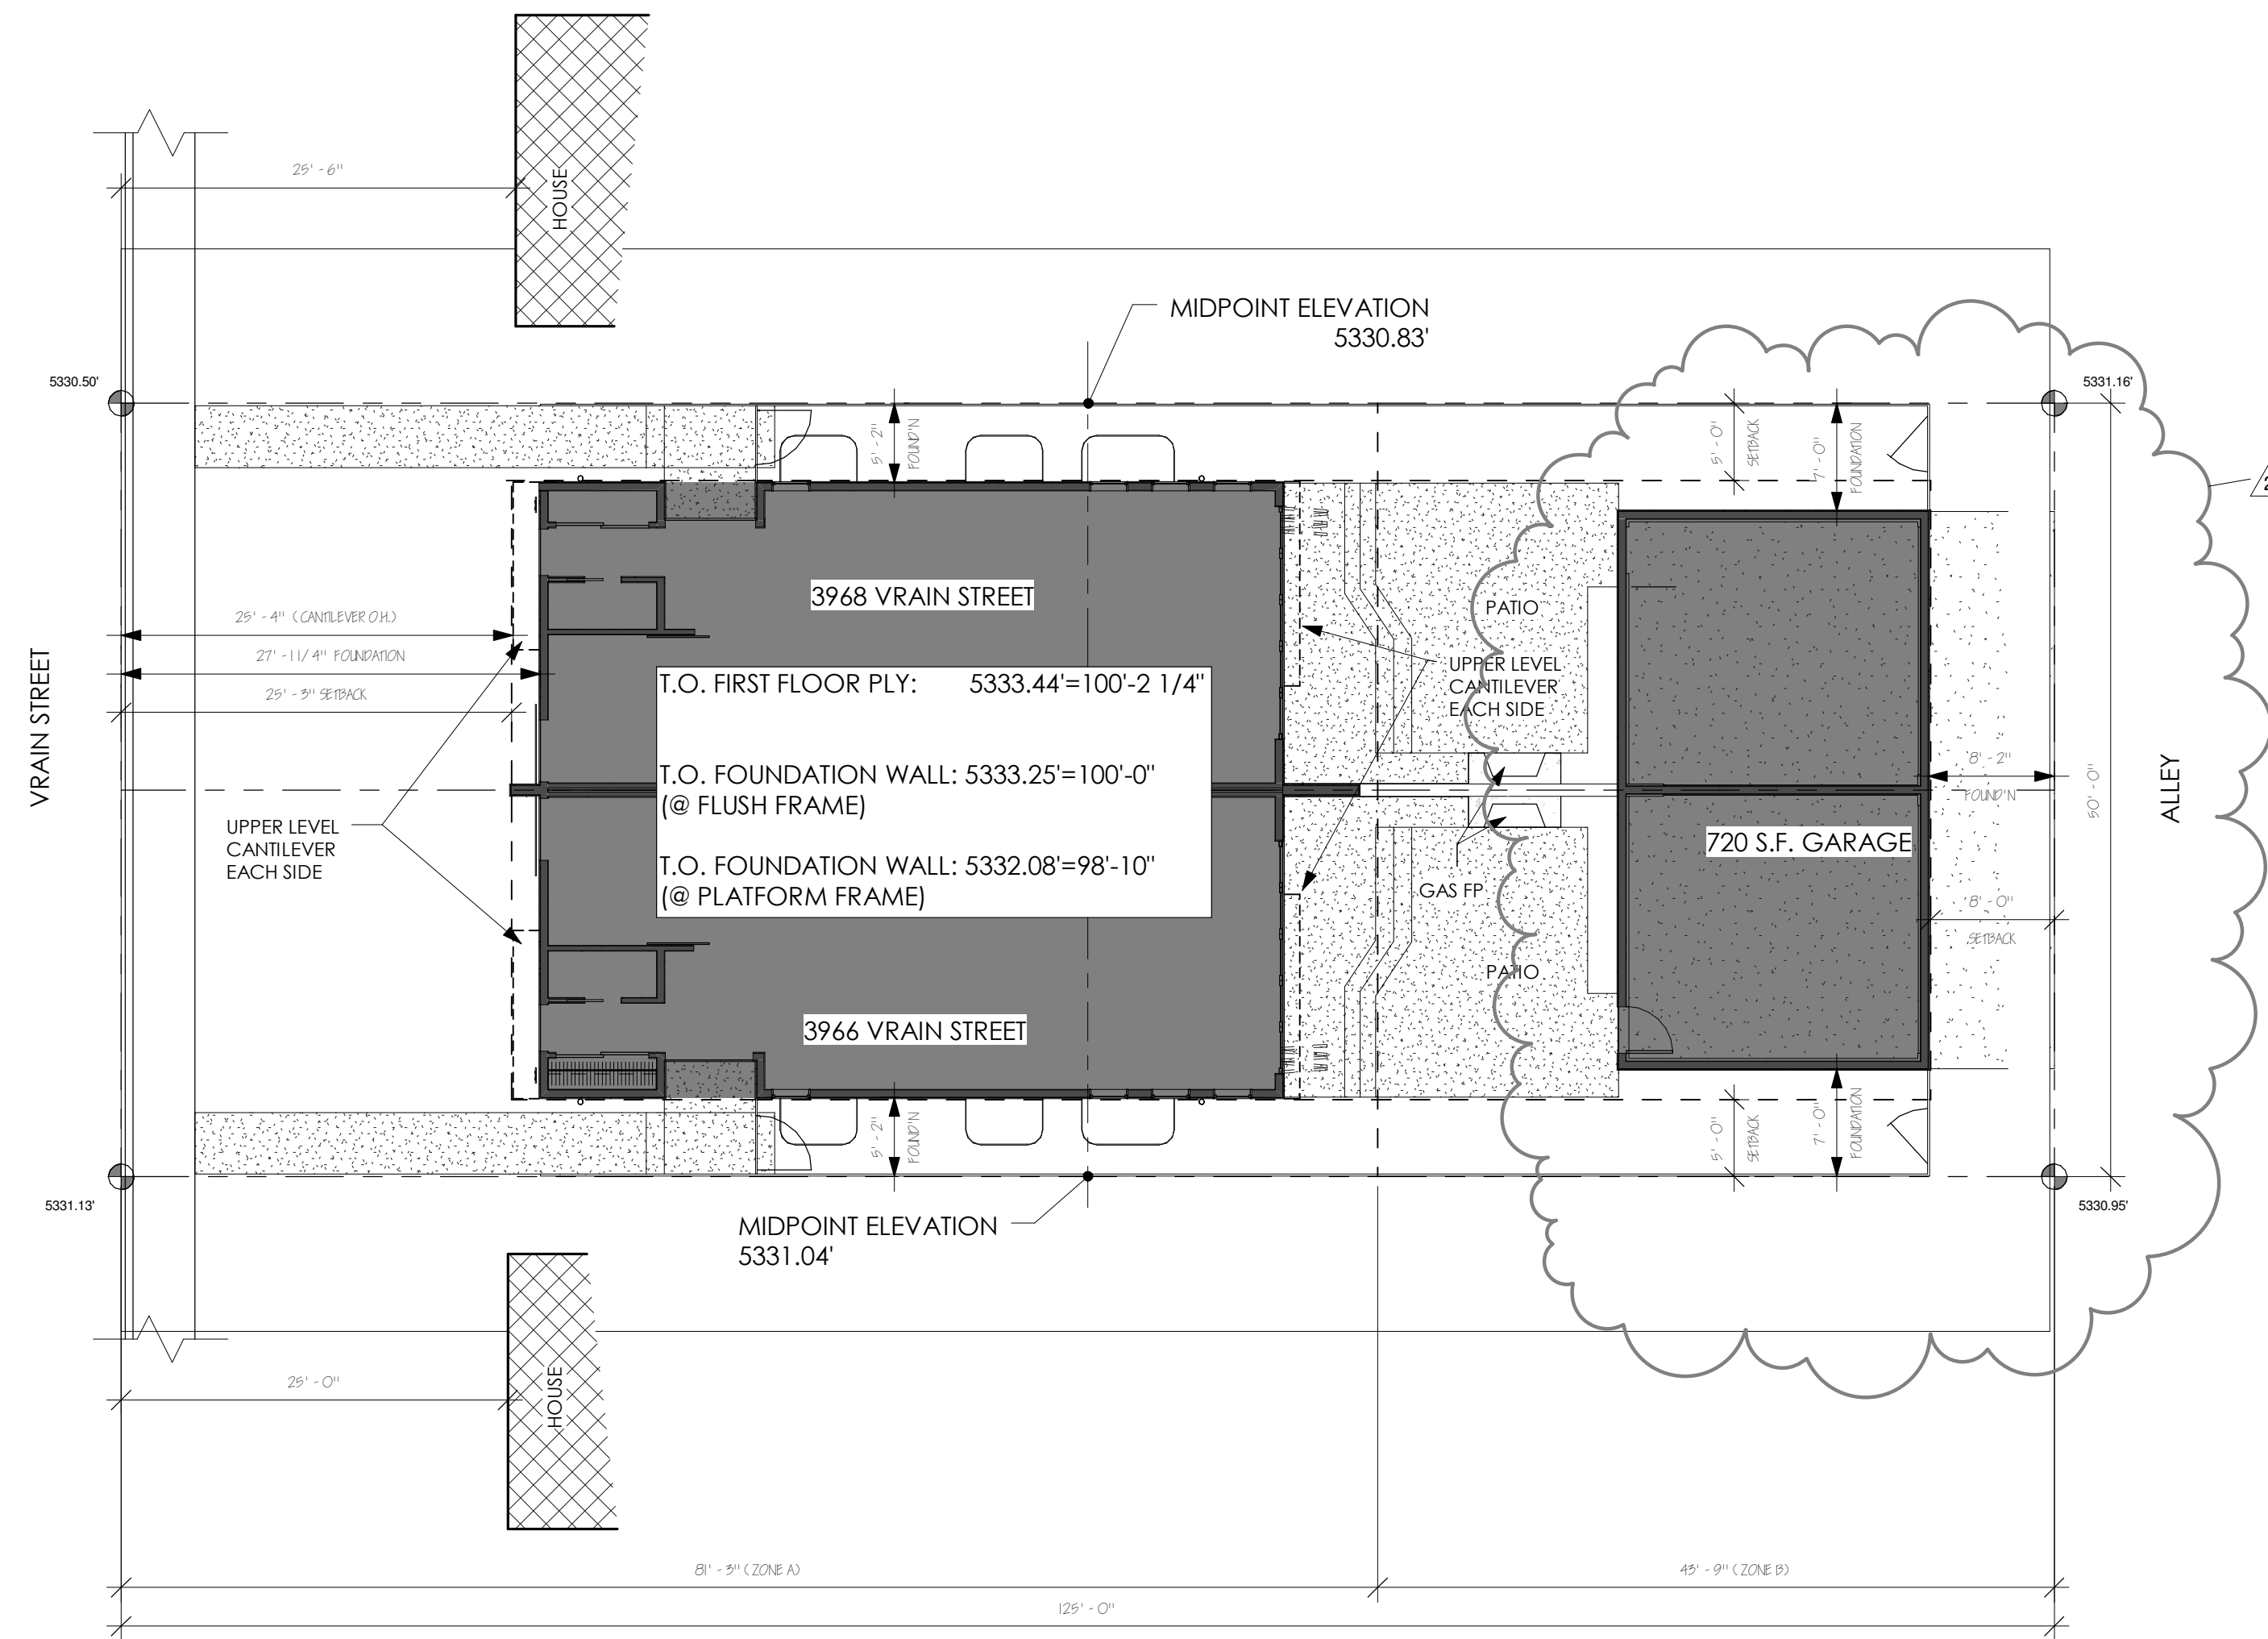 25' - 6"
HOUSE
MIDPOINT ELEVATION
5330.83'
5330.50'
5331.16'
5' - 2"
FOUND'N
5' - 0"
SETBACK
7' - 0"
FOUNDATION
3968 VRAIN STREET
PATIO
25' - 4" (CANTILEVER O.H.)
27' - 1 1/4" FOUNDATION
25' - 3" SETBACK
VRAIN STREET
UPPER LEVEL
CANTILEVER
EACH SIDE
T.O. FIRST FLOOR PLY: 5333.44'=100'-2 1/4"
T.O. FOUNDATION WALL: 5333.25'=100'-0"
(@ FLUSH FRAME)
T.O. FOUNDATION WALL: 5332.08'=98'-10"
(@ PLATFORM FRAME)
UPPER LEVEL
CANTILEVER
EACH SIDE
8' - 2"
FOUND'N
50' - 0"
ALLEY
720 S.F. GARAGE
GAS FP
8' - 0"
SETBACK
PATIO
3966 VRAIN STREET
5' - 2"
FOUND'N
5' - 0"
SETBACK
7' - 0"
FOUNDATION
5331.13'
5330.95'
MIDPOINT ELEVATION
5331.04'
25' - 0"
HOUSE
81' - 3" (ZONE A)
43' - 9" (ZONE B)
125' - 0"